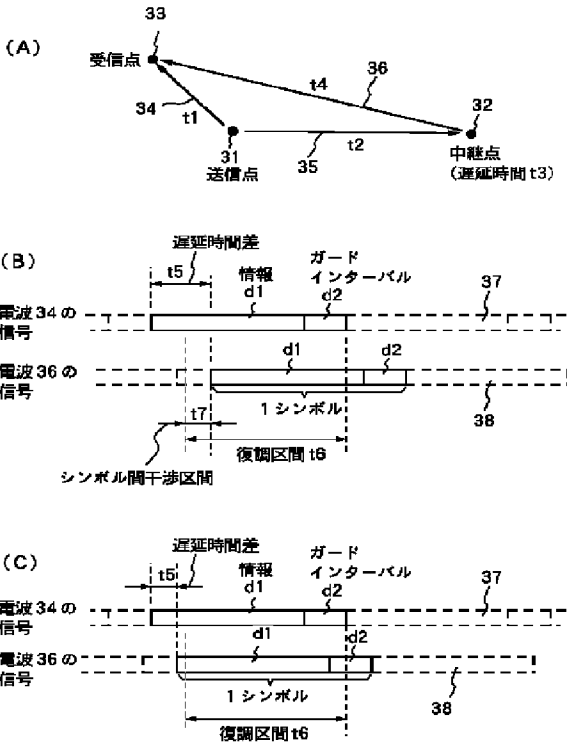 (A)
33
受信点
34
t1
31
送信点
35
t2
t4
36
32
中継点
(遅延時間t3)
(B)
遅延時間差
t5
情報
d1
ガード
インターバル
d2
37
電波34の
信号
電波36の
信号
d1
d2
1シンボル
38
t7
復調区間t6
シンボル間干渉区間
(C)
遅延時間差
t5
情報
d1
ガード
インターバル
d2
37
電波34の
信号
電波36の
信号
d1
d2
1シンボル
38
復調区間t6